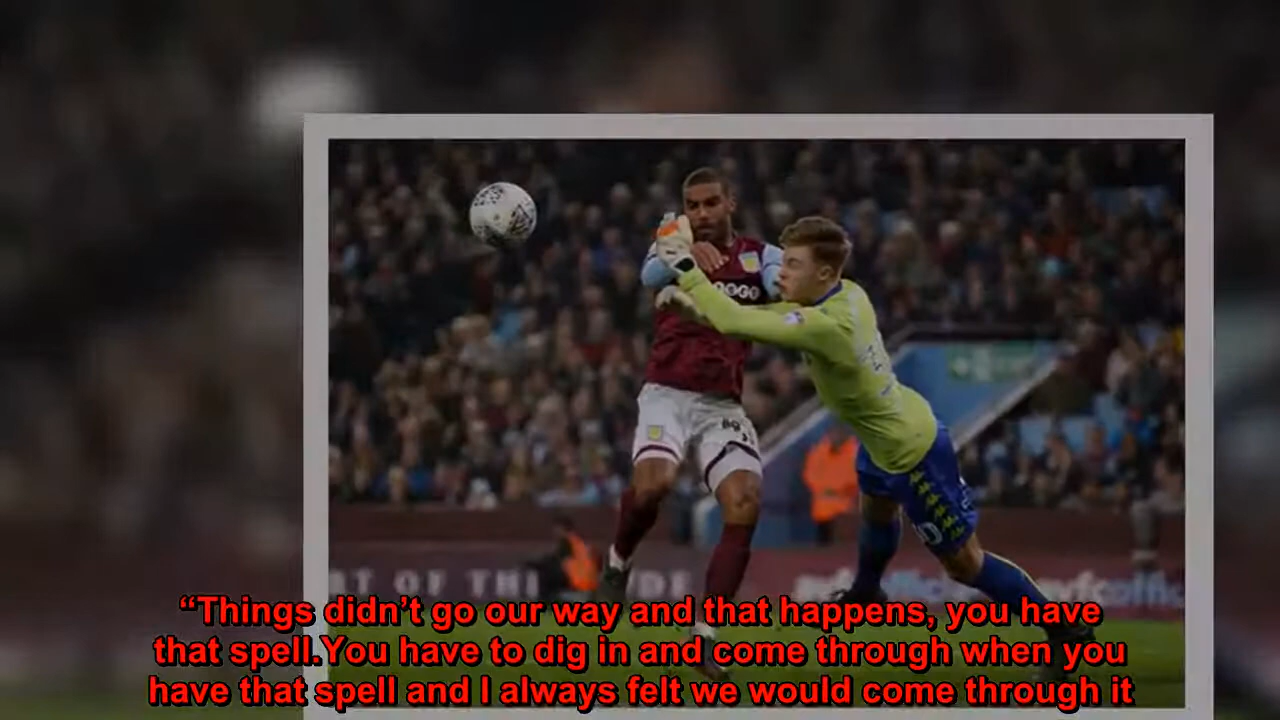 “Things didn’t go our way and that happens, you have
that spell.You have to dig in and come through when you
have that spell and I always felt we would come through it